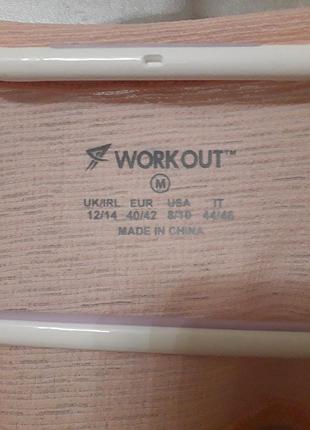 WORKOUT™
M
UK/IRL EUR USA IT
12/14 40/42 8/10 44/46
MADE IN CHINA